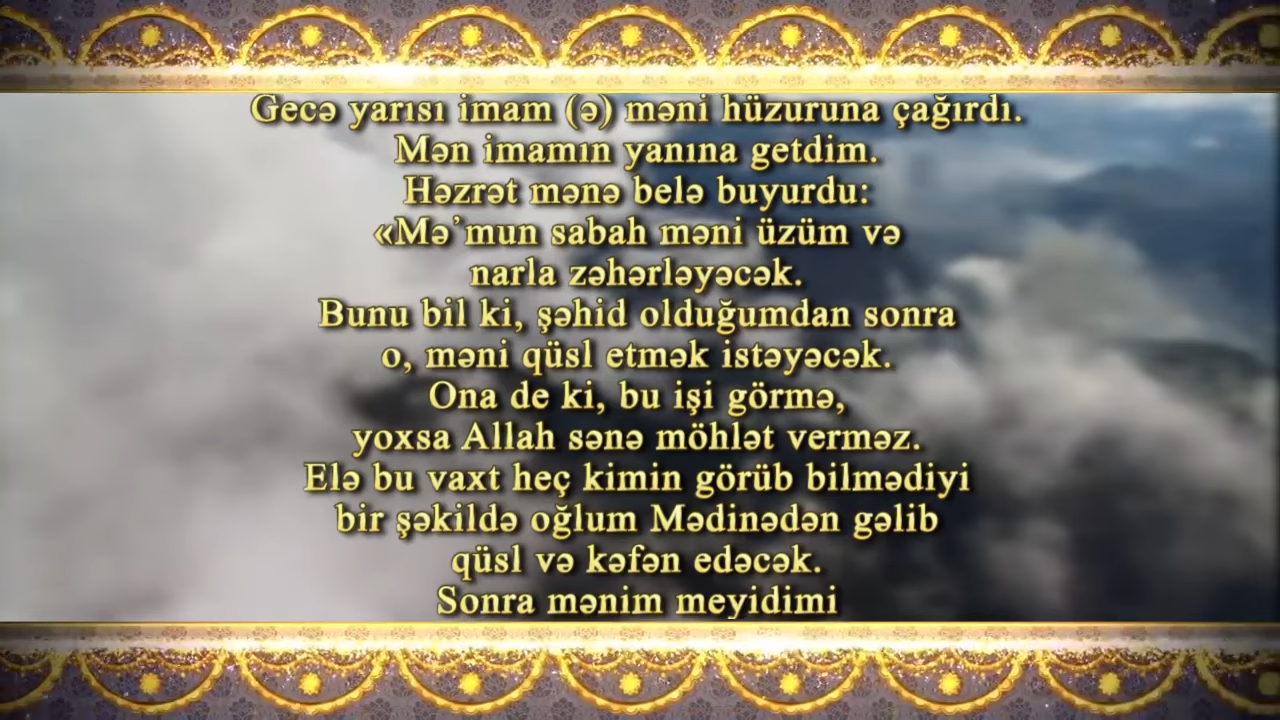 Gecə yarısı imam (ə) məni hüzuruna çağırdı.
Mən imamın yanına getdim.
Həzrət mənə belə buyurdu:
«Mə’mun sabah məni üzüm və
narla zəhərləyəcək.
Bunu bil ki, şəhid olduğumdan sonra
o, məni qüsl etmək istəyəcək.
Ona de ki, bu işi görmə,
yoxsa Allah sənə möhlət verməz.
Elə bu vaxt heç kimin görüb bilmədiyi
bir şəkildə oğlum Mədinədən gəlib
qüsl və kəfən edəcək.
Sonra mənim meyidimi